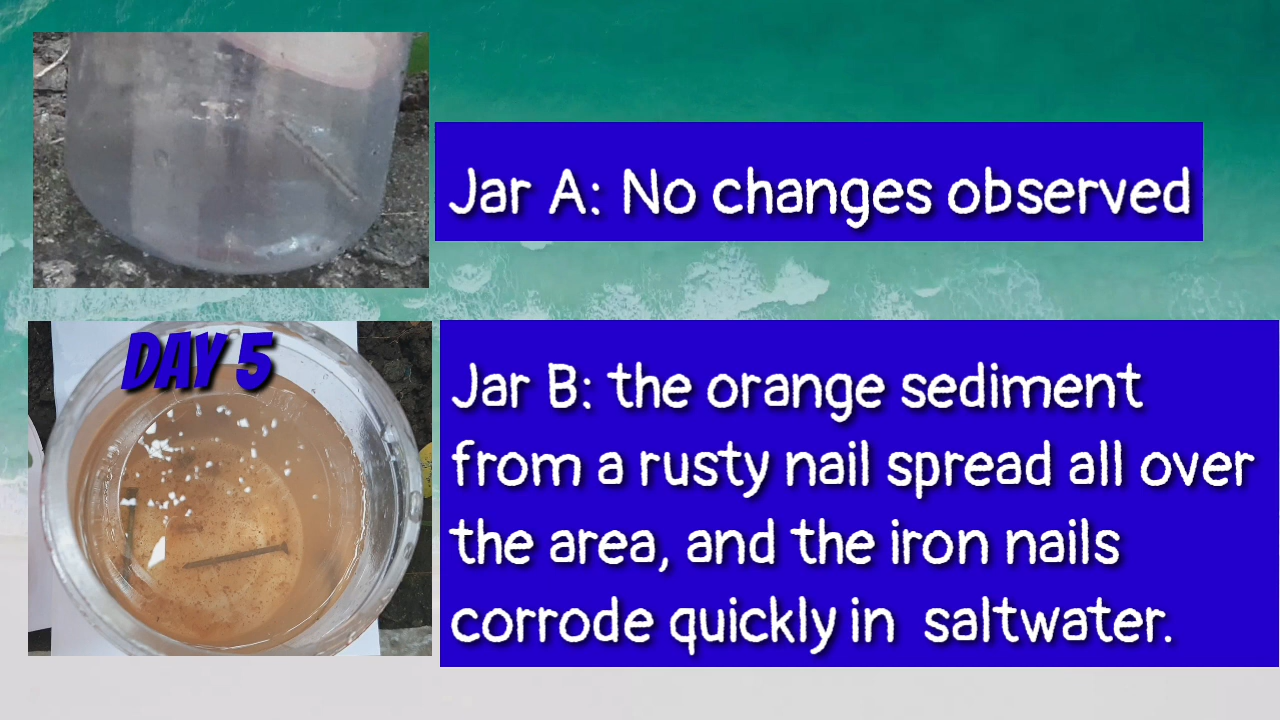 Jar A: No changes observed
DAY 5
Jar B: the orange sediment
from a rusty nail spread all over
the area, and the iron nails
corrode quickly in saltwater.